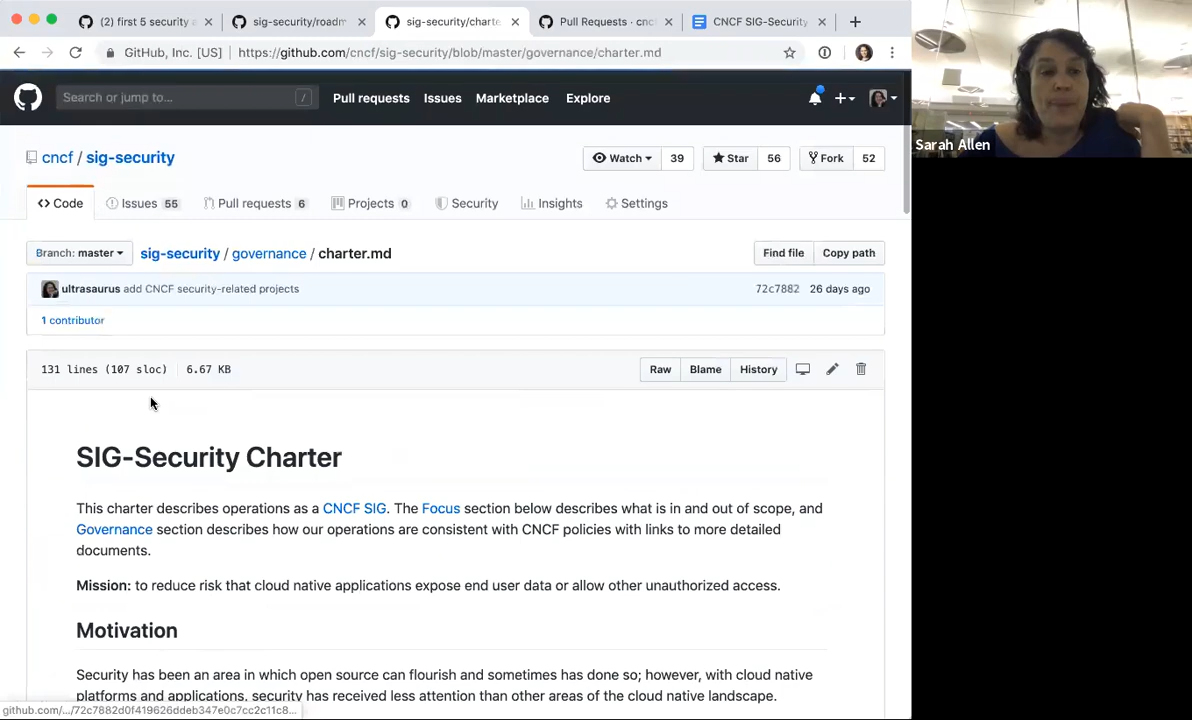 (2) first 5 security a
sig-security/roadm
sig-security/charte
Pull Requests · cnc
CNCF SIG-Security
GitHub, Inc. [US]
https://github.com/cncf/sig-security/blob/master/governance/charter.md
Search or jump to...
/
Pull requests
Issues
Marketplace
Explore
Sarah Allen
cncf / sig-security
Watch 39
Star 56
Fork 52
Code
Issues 55
Pull requests 6
Projects 0
Security
Insights
Settings
Branch: master
sig-security / governance / charter.md
Find file
Copy path
ultrasaurus add CNCF security-related projects
72c7882 26 days ago
1 contributor
131 lines (107 sloc) 6.67 KB
Raw
Blame
History
SIG-Security Charter
This charter describes operations as a CNCF SIG. The Focus section below describes what is in and out of scope, and
Governance section describes how our operations are consistent with CNCF policies with links to more detailed
documents.
Mission: to reduce risk that cloud native applications expose end user data or allow other unauthorized access.
Motivation
Security has been an area in which open source can flourish and sometimes has done so; however, with cloud native
platforms and applications, security has received less attention than other areas of the cloud native landscape.
github.com/.../72c7882d0f419626ddeb347e0c7cc2c11c8...